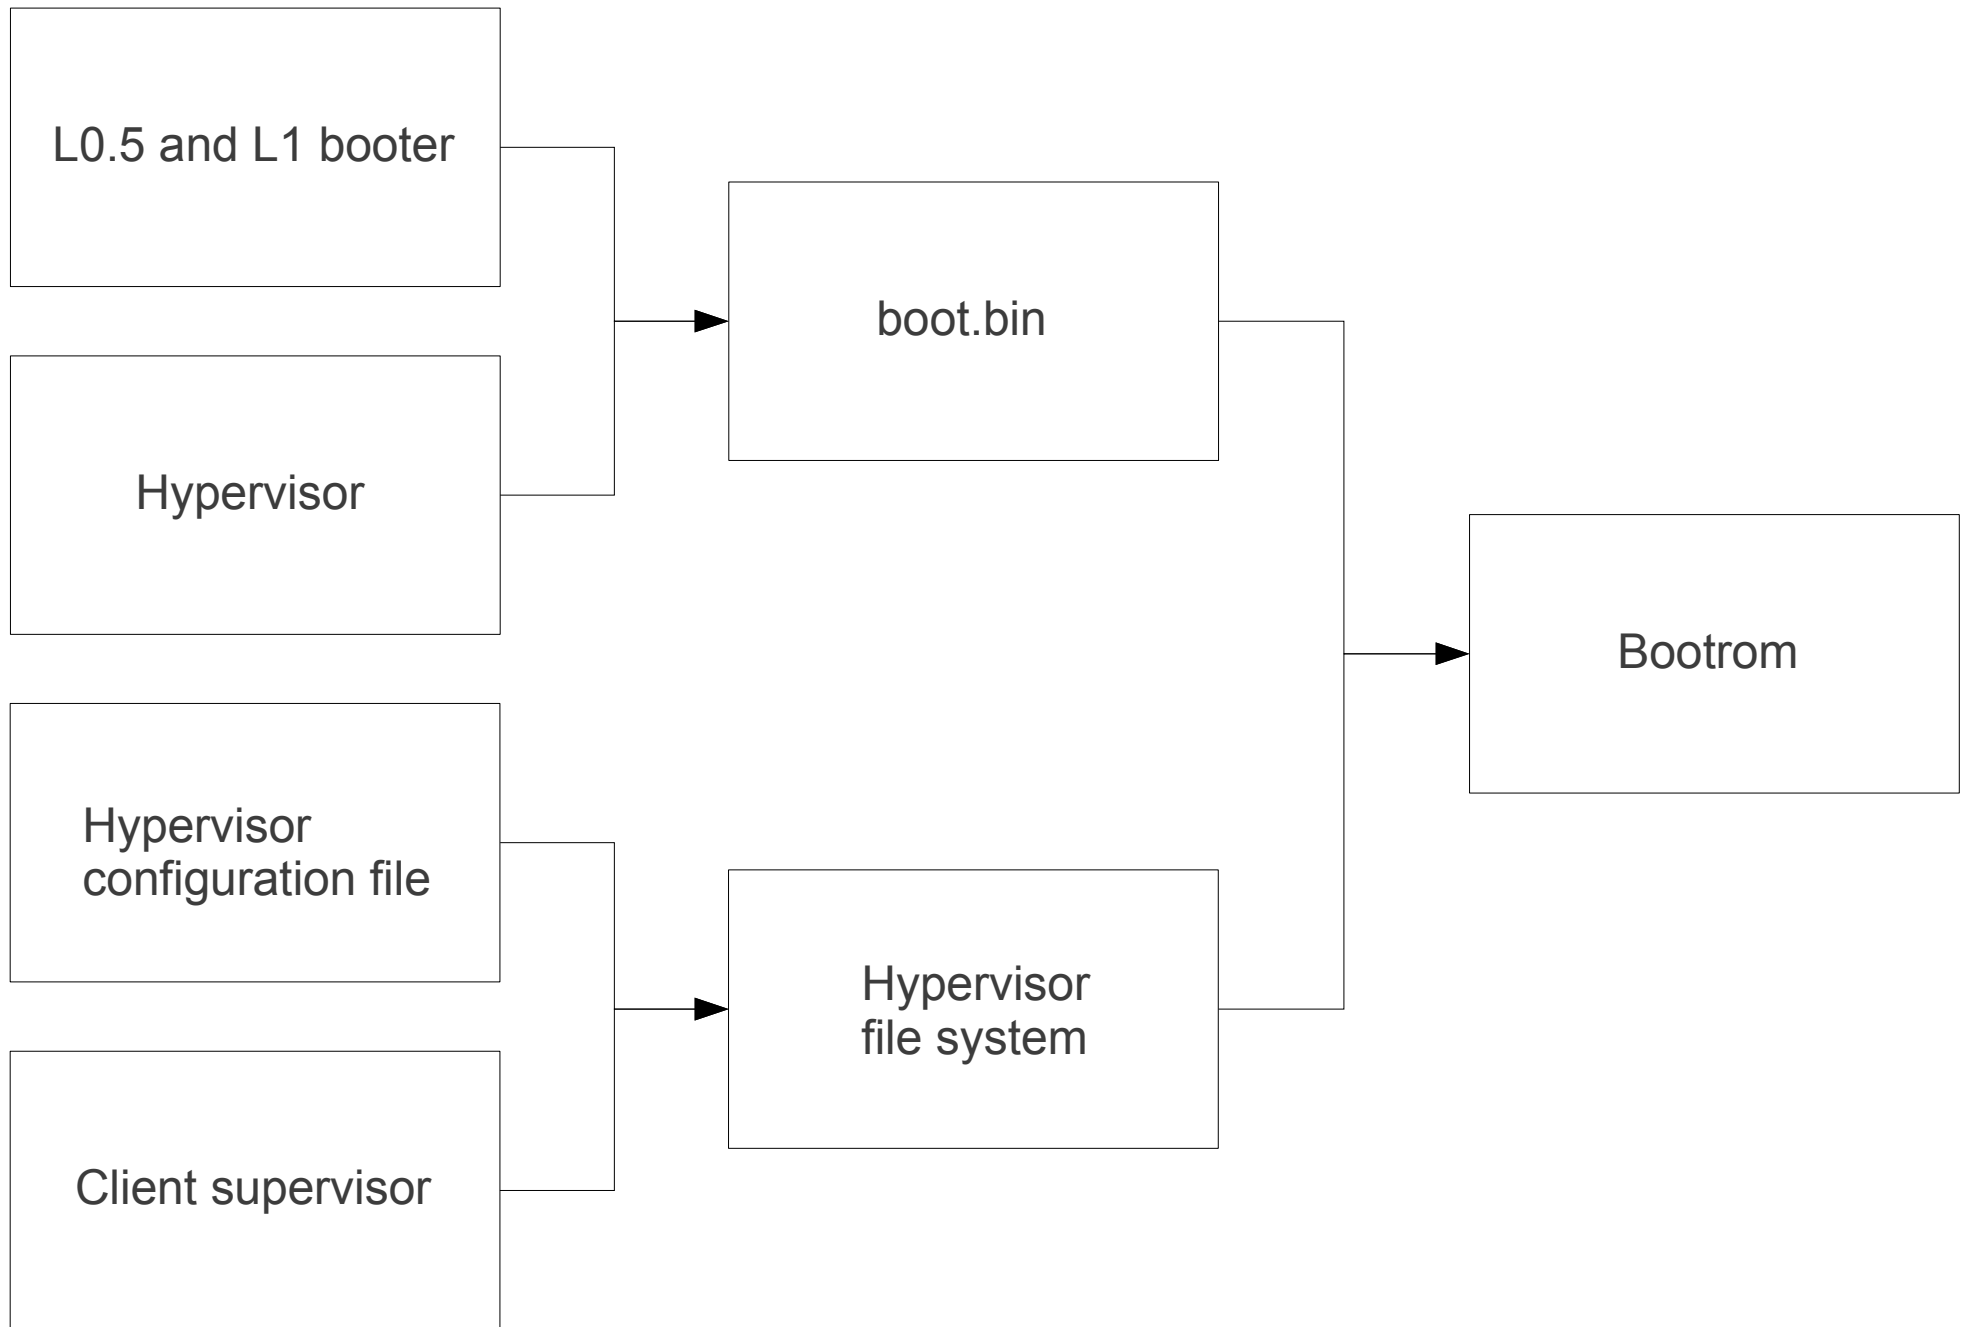 L0.5 and L1 booter
boot.bin
Hypervisor
Bootrom
Hypervisor
configuration file
Hypervisor
file system
Client supervisor